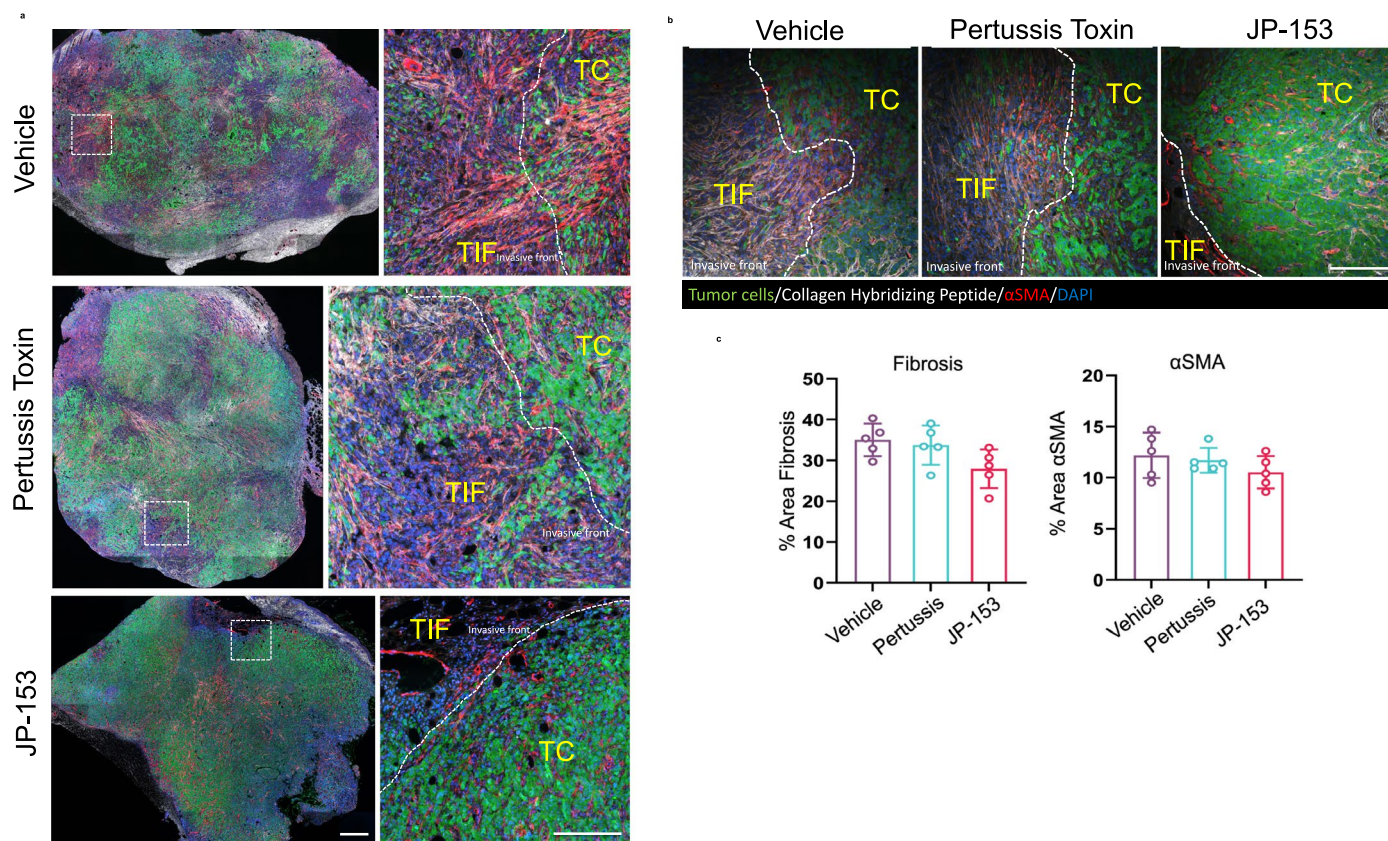 a
Vehicle
TC
TIF
Invasive front
Pertussis Toxin
TC
TIF
Invasive front
JP-153
TIF
Invasive front
TC
b
Vehicle
Pertussis Toxin
JP-153
TC
TIF
Invasive front
TC
TIF
Invasive front
TC
TIF
Invasive front
Tumor cells/Collagen Hybridizing Peptide/αSMA/DAPI
c
Fibrosis
% Area Fibrosis
50
40
30
20
10
0
Vehicle
Pertussis
JP-153
αSMA
% Area αSMA
20
15
10
5
0
Vehicle
Pertussis
JP-153